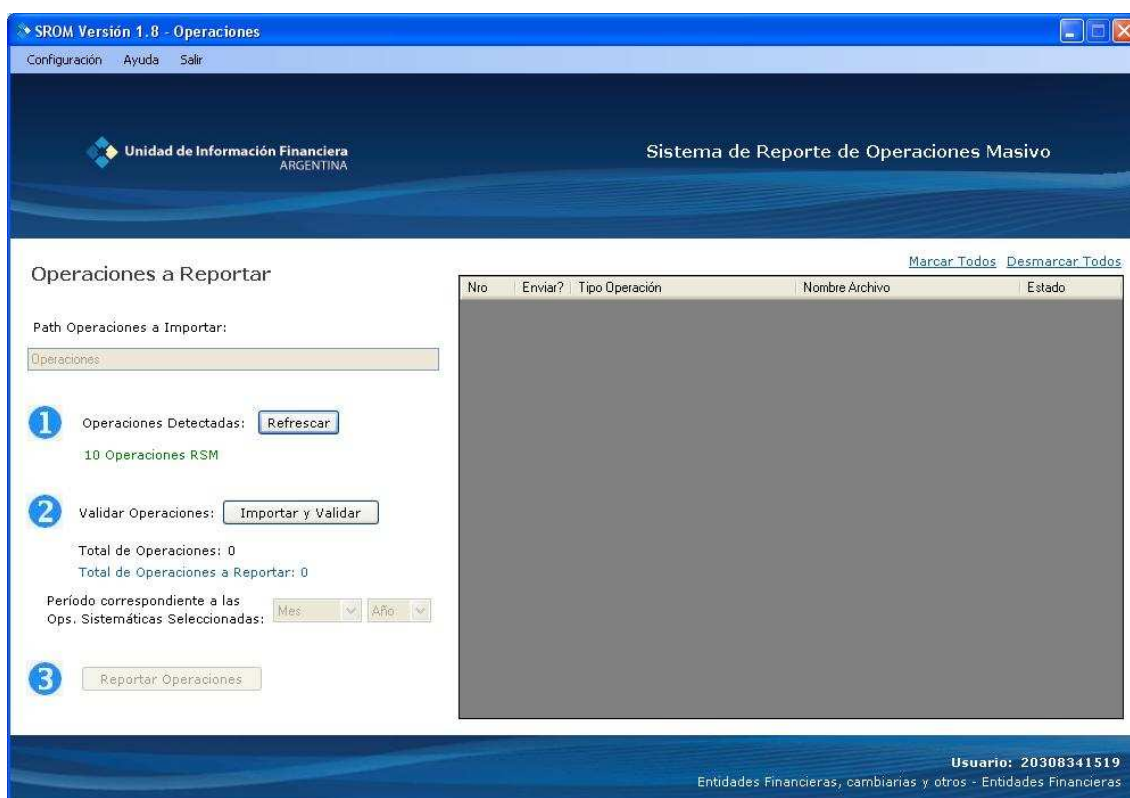 SROM Versión 1.8 - Operaciones
Configuración Ayuda Salir
Unidad de Información Financiera
ARGENTINA
Sistema de Reporte de Operaciones Masivo
Marcar Todos Desmarcar Todos
Operaciones a Reportar
Nro Enviar? Tipo Operación Nombre Archivo Estado
Path Operaciones a Importar:
Operaciones
1 Operaciones Detectadas: Refrescar
10 Operaciones RSM
2 Validar Operaciones: Importar y Validar
Total de Operaciones: 0
Total de Operaciones a Reportar: 0
Período correspondiente a las
Ops. Sistemáticas Seleccionadas: Mes Año
3 Reportar Operaciones
Usuario: 20308341519
Entidades Financieras, cambiarias y otros - Entidades Financieras